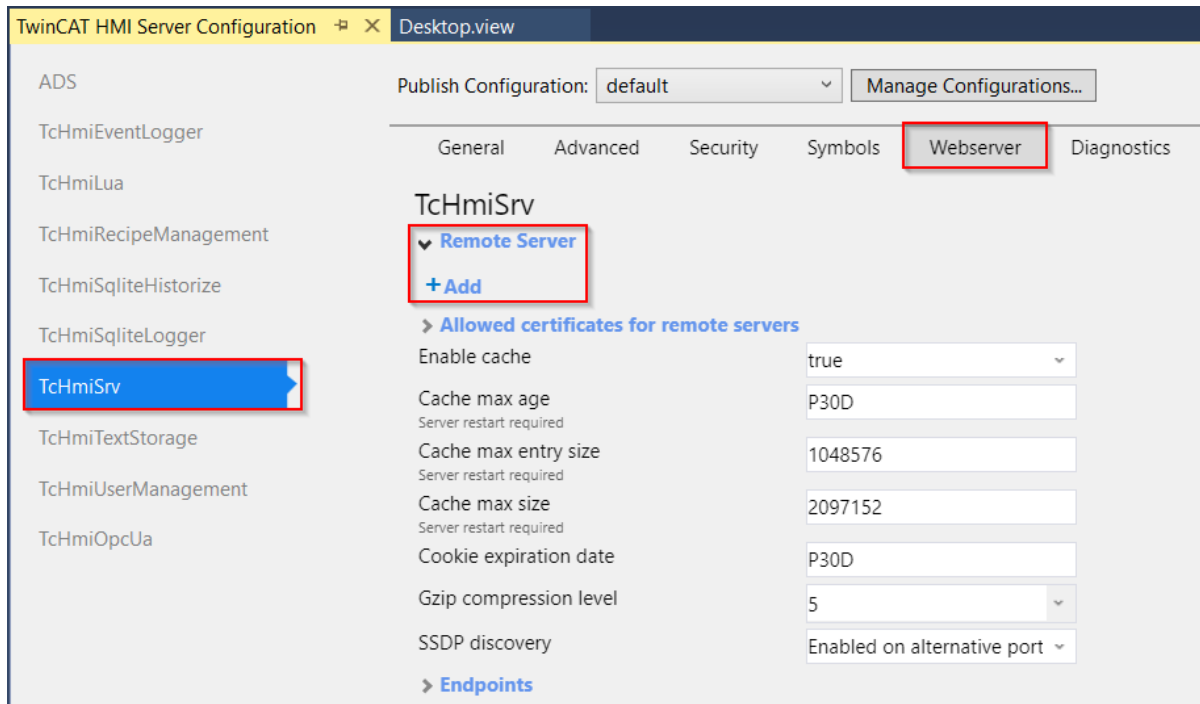 TwinCAT HMI Server Configuration
Desktop.view
ADS
TcHmiEventLogger
TcHmiLua
TcHmiRecipeManagement
TcHmiSqliteHistorize
TcHmiSqliteLogger
TcHmiSrv
TcHmiTextStorage
TcHmiUserManagement
TcHmiOpcUa
Publish Configuration: default Manage Configurations...
General Advanced Security Symbols Webserver Diagnostics
TcHmiSrv
Remote Server
+Add
Allowed certificates for remote servers
Enable cache true
Cache max age P30D
Server restart required
Cache max entry size 1048576
Server restart required
Cache max size 2097152
Server restart required
Cookie expiration date P30D
Gzip compression level 5
SSDP discovery Enabled on alternative port
Endpoints